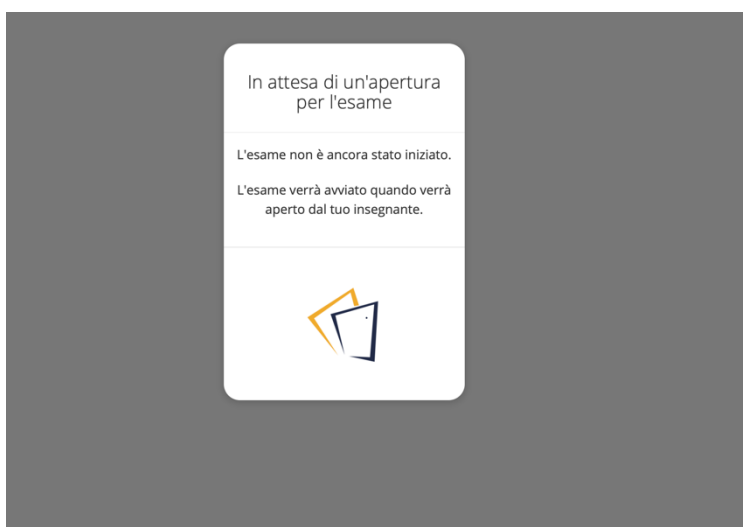 In attesa di un'apertura
per l'esame
L'esame non è ancora stato iniziato.
L'esame verrà avviato quando verrà
aperto dal tuo insegnante.